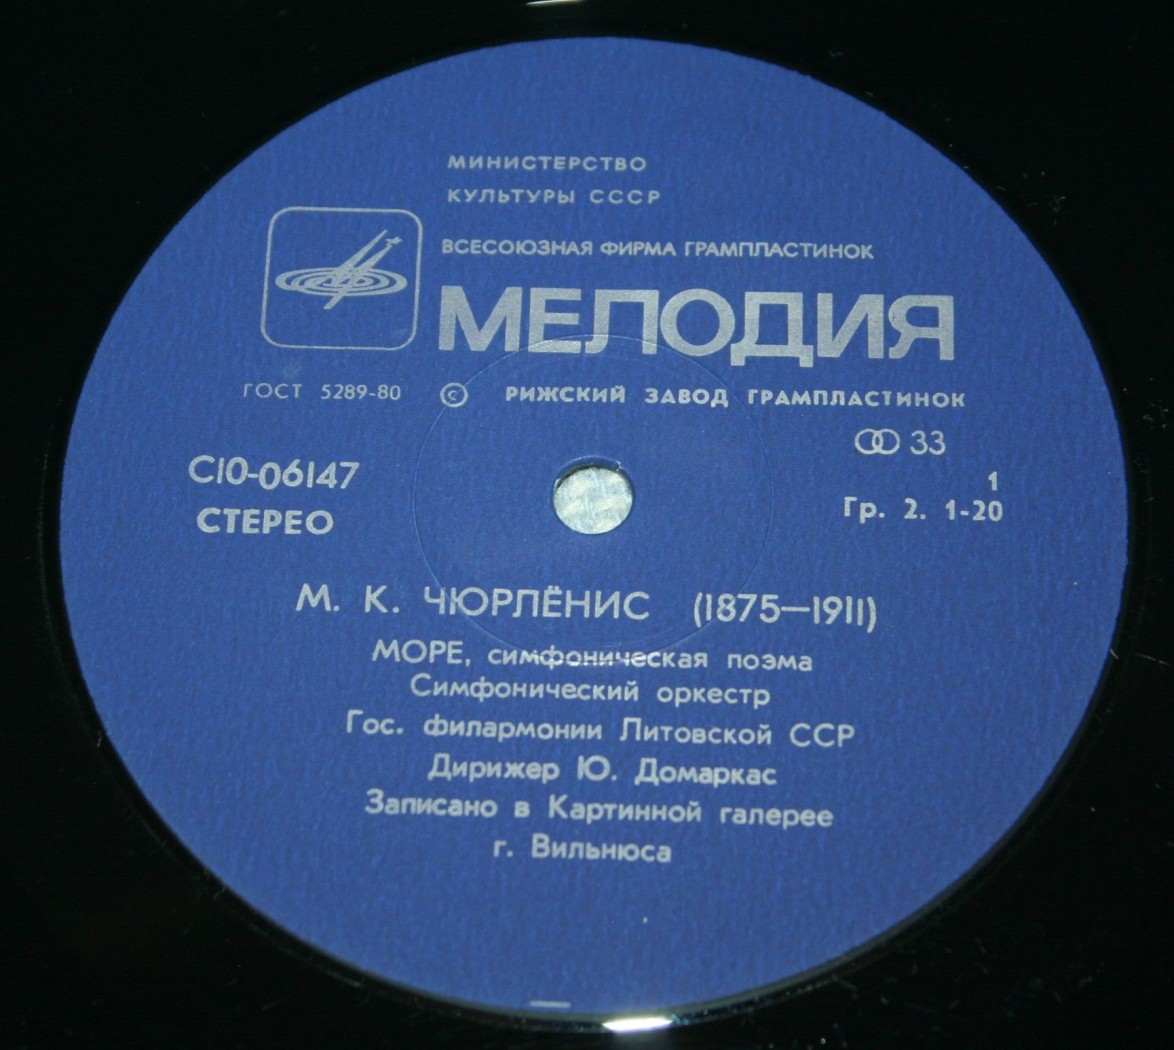 МИНИСТЕРСТВО
КУЛЬТУРЫ СССР
ВСЕСОЮЗНАЯ ФИРМА ГРАМПЛАСТИНОК
МЕЛОДИЯ
ГОСТ 5289-80 © РИЖСКИЙ ЗАВОД ГРАМПЛАСТИНОК
33
С10-06147
1
СТЕРЕО
Гр. 2. 1-20
М. К. ЧЮРЛЁНИС (1875—1911)
МОРЕ, симфоническая поэма
Симфонический оркестр
Гос. филармонии Литовской ССР
Дирижер Ю. Домаркас
Записано в Картинной галерее
г. Вильнюса